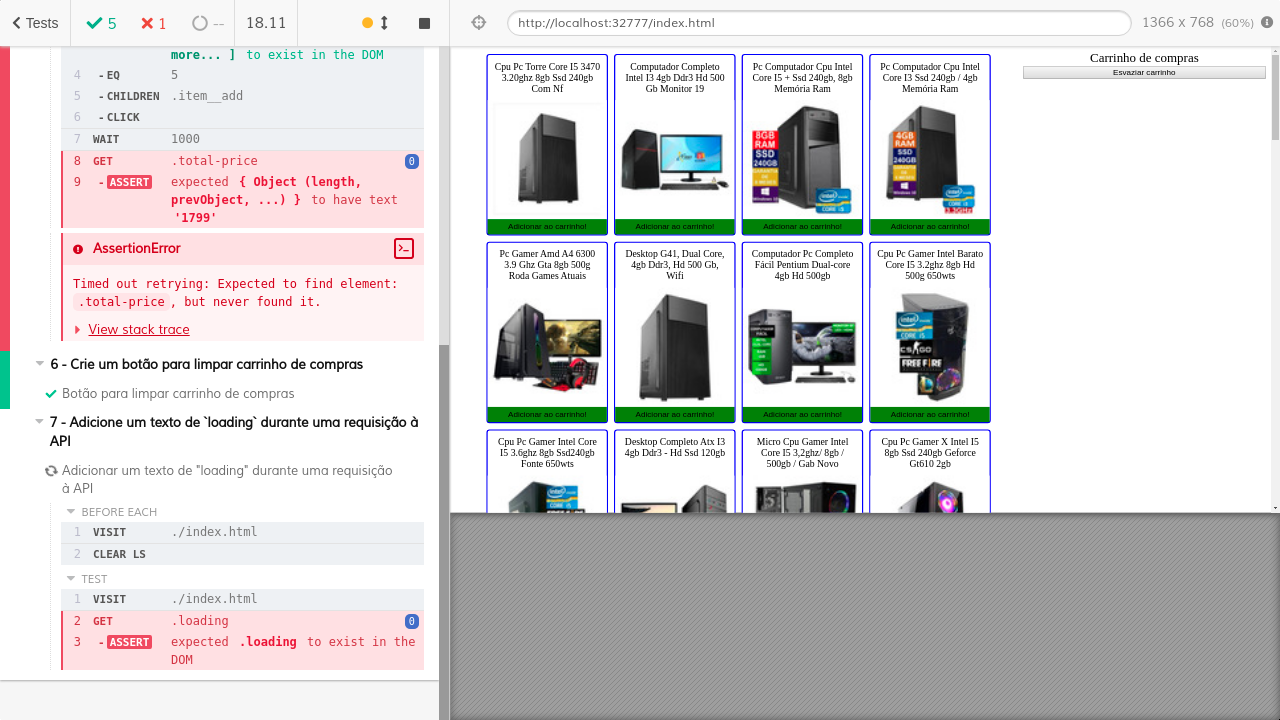 Tests
5
1
--
18.11
http://localhost:32777/index.html
1366 x 768 (60%)
more... ] to exist in the DOM
4 - EQ 5
5 - CHILDREN .item__add
6 - CLICK
7 WAIT 1000
8 GET .total-price 0
9 - ASSERT expected { Object (length,
prevObject, ...) } to have text
'1799'
AssertionError
Timed out retrying: Expected to find element:
.total-price, but never found it.
View stack trace
6 - Crie um botão para limpar carrinho de compras
Botão para limpar carrinho de compras
7 - Adicione um texto de `loading` durante uma requisição à
API
Adicionar um texto de "loading" durante uma requisição
à API
BEFORE EACH
1 VISIT ./index.html
2 CLEAR LS
TEST
1 VISIT ./index.html
2 GET .loading 0
3 - ASSERT expected .loading to exist in the
DOM
Cpu Pc Torre Core I5 3470
3.20ghz 8gb Ssd 240gb
Com Nf
Adicionar ao carrinho!
Computador Completo
Intel I3 4gb Ddr3 Hd 500
Gb Monitor 19
Adicionar ao carrinho!
Pc Computador Cpu Intel
Core I5 + Ssd 240gb, 8gb
Memória Ram
8GB
RAM
SSD
240GB
Adicionar ao carrinho!
Pc Computador Cpu Intel
Core I3 Ssd 240gb / 4gb
Memória Ram
4GB
RAM
SSD
240GB
Adicionar ao carrinho!
Carrinho de compras
Esvaziar carrinho
Pc Gamer Amd A4 6300
3.9 Ghz Gta 8gb 500g
Roda Games Atuais
Adicionar ao carrinho!
Desktop G41, Dual Core,
4gb Ddr3, Hd 500 Gb,
Wifi
Adicionar ao carrinho!
Computador Pc Completo
Fácil Pentium Dual-core
4gb Hd 500gb
Adicionar ao carrinho!
Cpu Pc Gamer Intel Barato
Core I5 3.2ghz 8gb Hd
500g 650wts
intel
CORE i5
CS:GO
FREE FIRE
Adicionar ao carrinho!
Cpu Pc Gamer Intel Core
I5 3.6ghz 8gb Ssd240gb
Fonte 650wts
Desktop Completo Atx I3
4gb Ddr3 - Hd Ssd 120gb
Micro Cpu Gamer Intel
Core I5 3,2ghz/ 8gb /
500gb / Gab Novo
Cpu Pc Gamer X Intel I5
8gb Ssd 240gb Geforce
Gt610 2gb